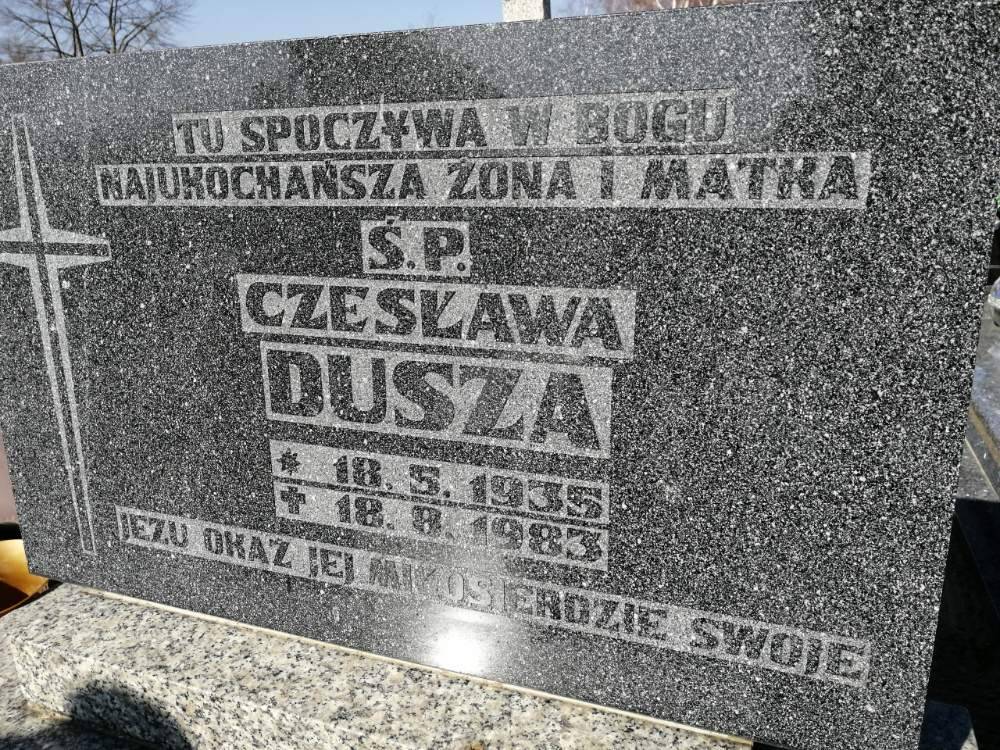 TU SPOCZYWA W BOGU
NAJUKOCHAŃSZA ŻONA I MATKA
Ś.P.
CZESŁAWA
DUSZA
* 18. 5. 1935
✝ 18. 9. 1983
JEZU OKAŻ JEJ MIŁOSIERDZIE SWOJE